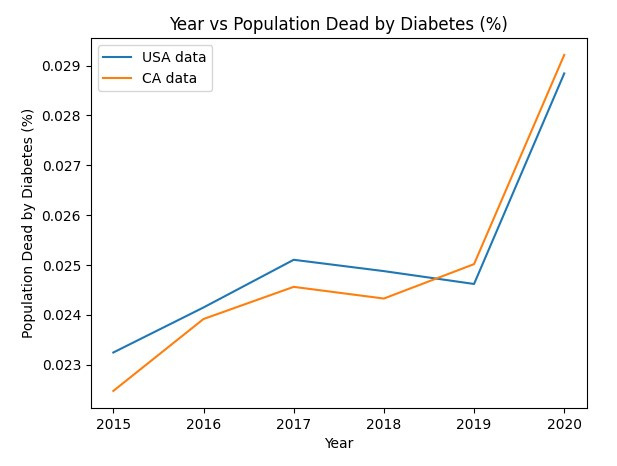 Year vs Population Dead by Diabetes (%)
USA data
CA data
Population Dead by Diabetes (%)
0.029
0.028
0.027
0.026
0.025
0.024
0.023
2015 2016 2017 2018 2019 2020
Year